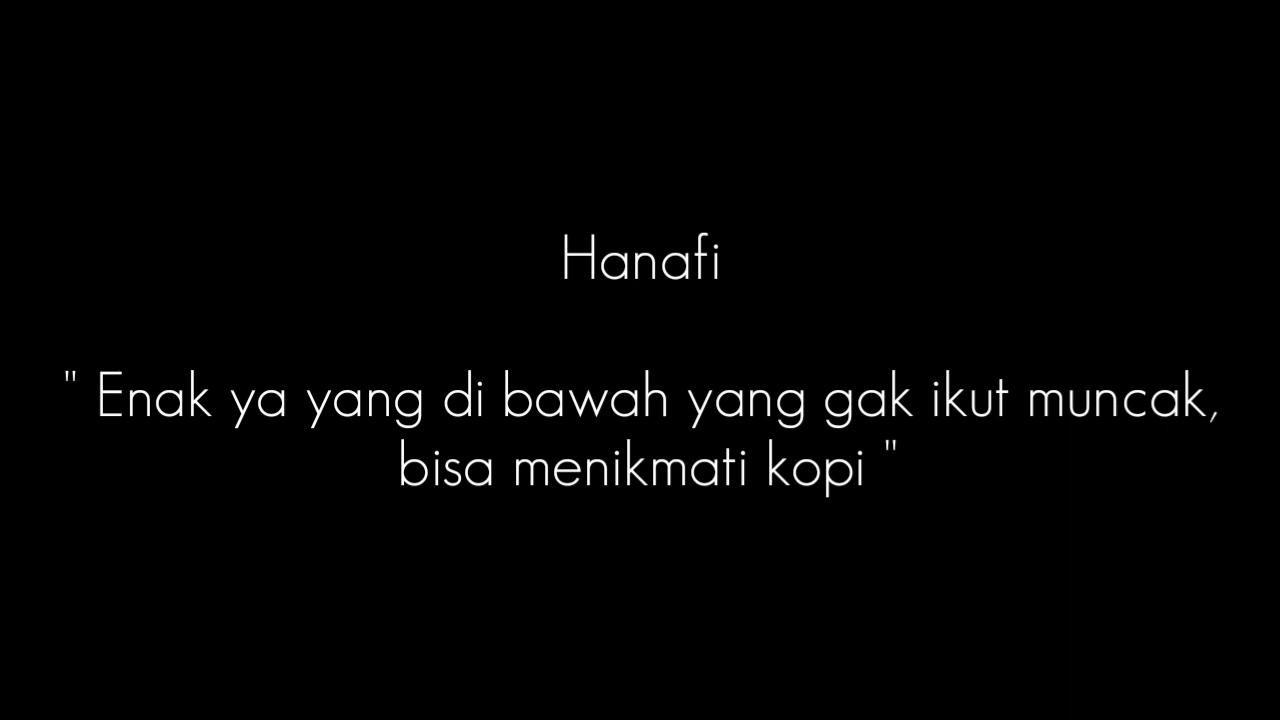 Hanafi
" Enak ya yang di bawah yang gak ikut muncak,
bisa menikmati kopi "